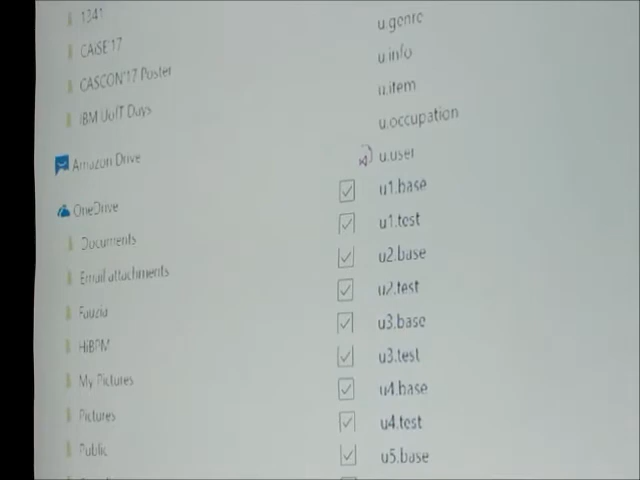 1341
CAiSE'17
CASCON'17 Poster
IBM UofT Days
Amazon Drive
OneDrive
Documents
Email attachments
Fauzia
HiBPM
My Pictures
Pictures
Public
u.genre
u.info
u.item
u.occupation
u.user
u1.base
u1.test
u2.base
u2.test
u3.base
u3.test
u4.base
u4.test
u5.base